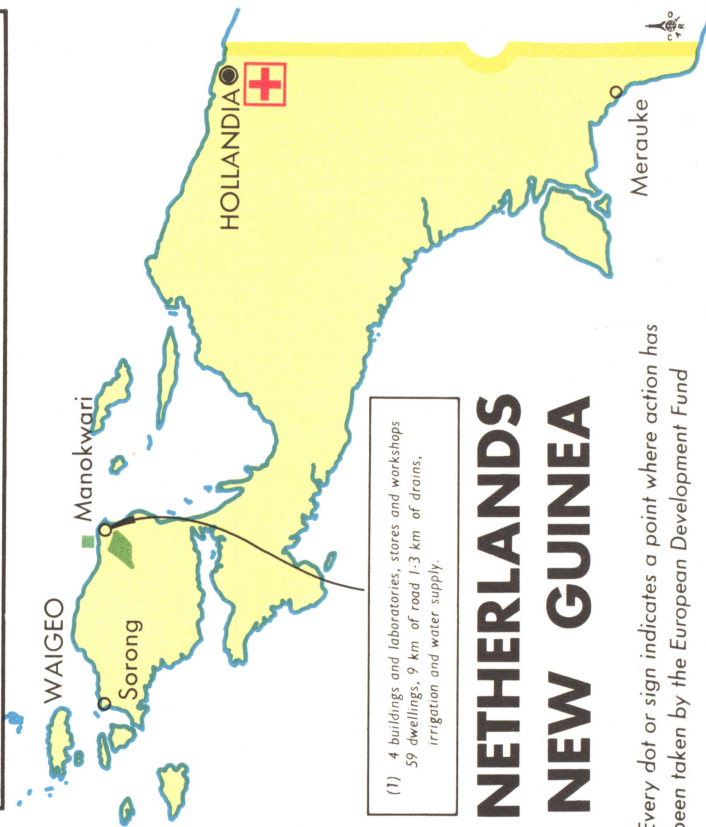 WAIGEO
Manokwari
HOLLANDIA
Sorong
Merauke
(1) 4 buildings and laboratories, stores and workshops
59 dwellings, 9 km of road 1-3 km of drains,
irrigation and water supply.
NETHERLANDS
NEW GUINEA
Every dot or sign indicates a point where action has
been taken by the European Development Fund